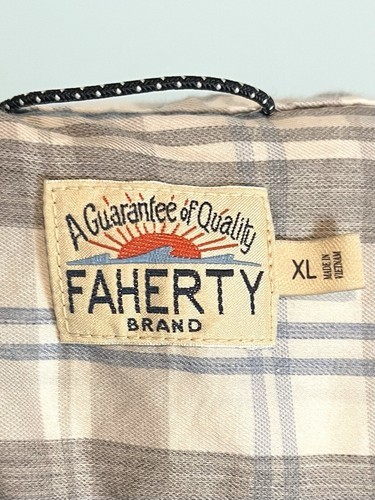 A Guarantee of Quality
FAHERTY
BRAND
XL
MADE IN
VIETNAM